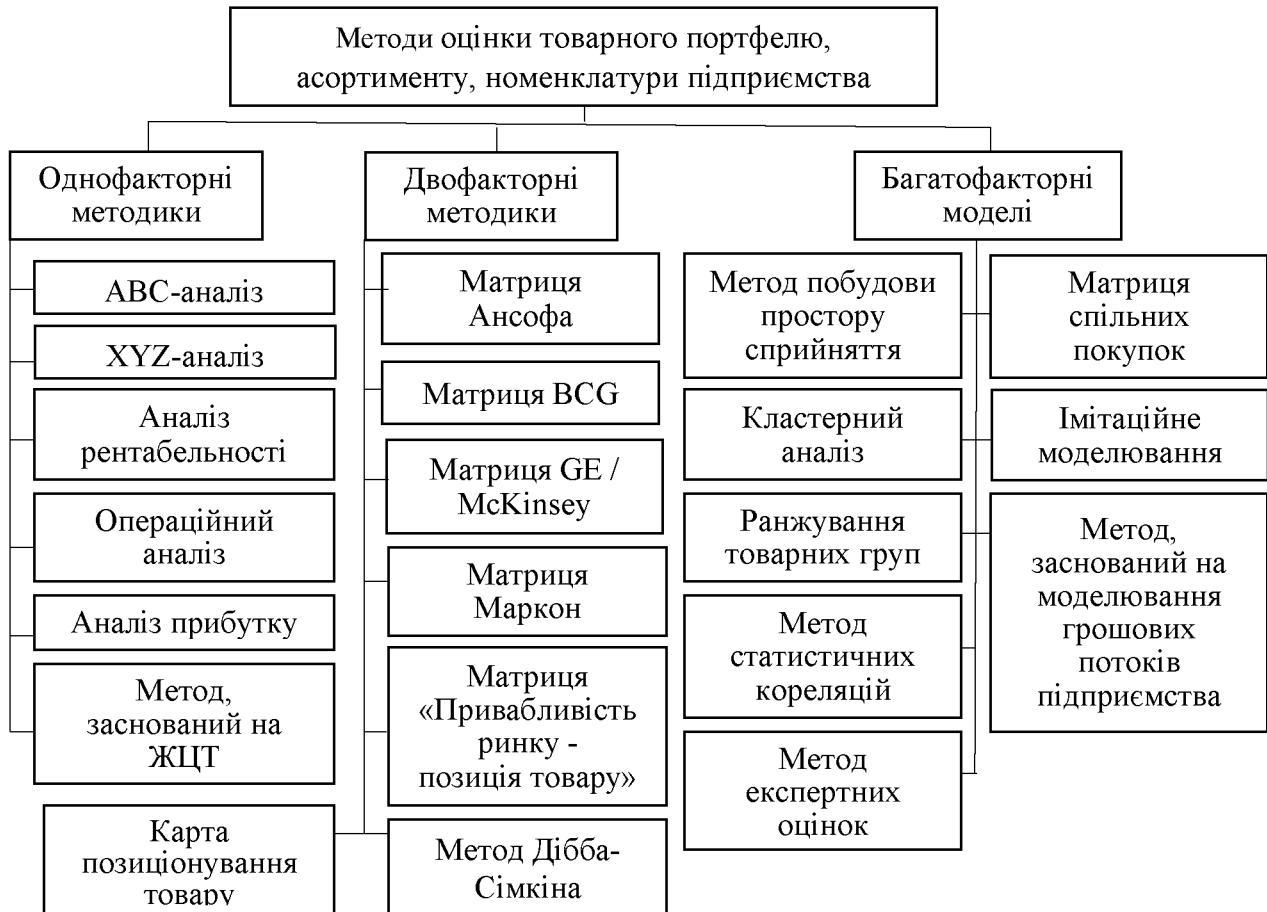 Методи оцінки товарного портфелю,
асортименту, номенклатури підприємства
Однофакторні
методики
ABC-аналіз
XYZ-аналіз
Аналіз
рентабельності
Операційний
аналіз
Аналіз прибутку
Метод,
заснований на
ЖЦТ
Двофакторні
методики
Матриця
Ансофа
Матриця BCG
Матриця GE /
McKinsey
Матриця
Маркон
Матриця
«Привабливість
ринку -
позиція товару»
Карта
позиціонування
товару
Метод Дібба-
Сімкіна
Багатофакторні
моделі
Метод побудови
простору
сприйняття
Кластерний
аналіз
Ранжування
товарних груп
Метод
статистичних
кореляцій
Метод
експертних
оцінок
Матриця
спільних
покупок
Імітаційне
моделювання
Метод,
заснований на
моделювання
грошових
потоків
підприємства